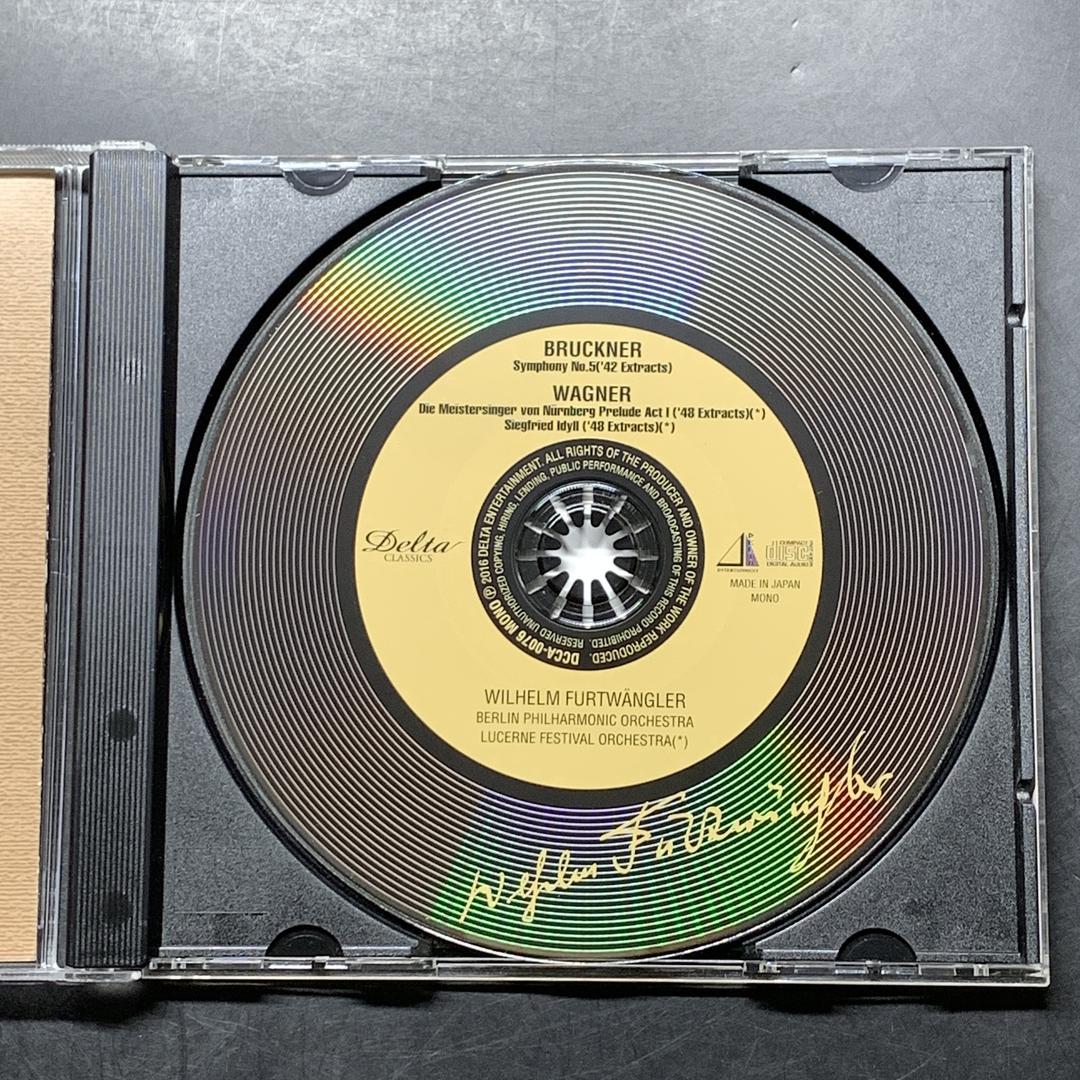 BRUCKNER
Symphony No.5('42 Extracts)
WAGNER
Die Meistersinger von Nürnberg Prelude Act I ('48 Extracts)(*)
Siegfried Idyll ('48 Extracts)(*)
DCCA-0076 MONO Ⓟ 2016 DELTA ENTERTAINMENT. ALL RIGHTS OF THE PRODUCER AND OWNER OF THE WORK REPRODUCED.
RESERVED UNAUTHORIZED COPYING, HIRING, LENDING, PUBLIC PERFORMANCE AND BROADCASTING OF THIS RECORD PROHIBITED.
Delta
CLASSICS
DELTA
ENTERTAINMENT
COMPACT
disc
DIGITAL AUDIO
MADE IN JAPAN
MONO
WILHELM FURTWÄNGLER
BERLIN PHILHARMONIC ORCHESTRA
LUCERNE FESTIVAL ORCHESTRA(*)
Wilhelm Furtwängler